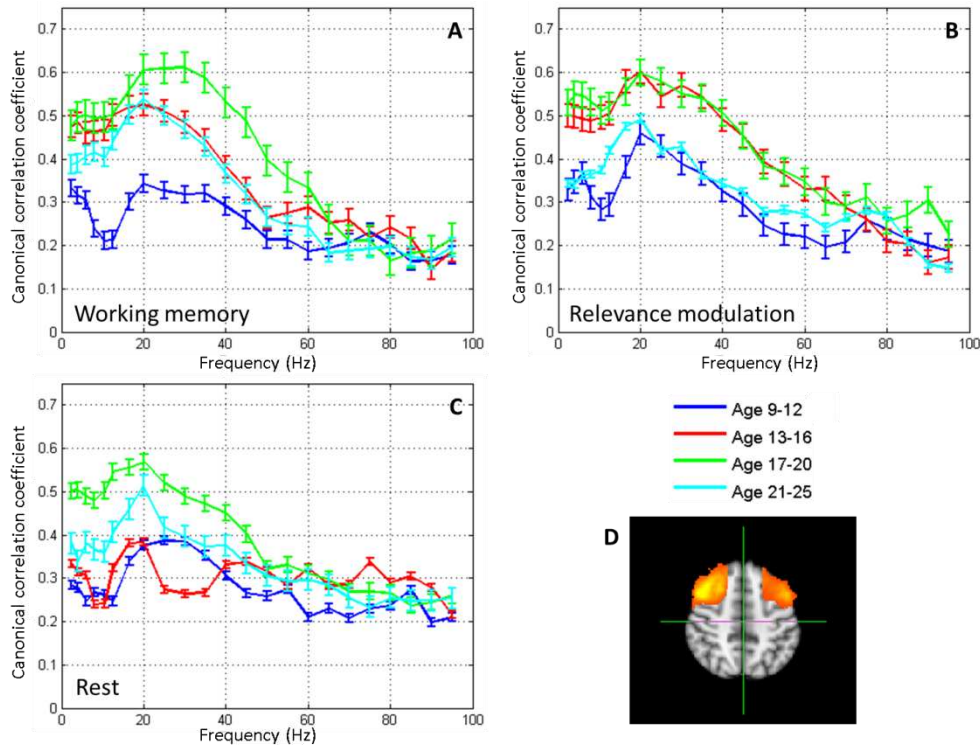 A
Canonical correlation coefficient
0.7
0.6
0.5
0.4
0.3
0.2
0.1
0
Working memory
0 20 40 60 80 100
Frequency (Hz)
B
Canonical correlation coefficient
0.7
0.6
0.5
0.4
0.3
0.2
0.1
0
Relevance modulation
0 20 40 60 80 100
Frequency (Hz)
C
Canonical correlation coefficient
0.7
0.6
0.5
0.4
0.3
0.2
0.1
0
Rest
0 20 40 60 80 100
Frequency (Hz)
Age 9-12
Age 13-16
Age 17-20
Age 21-25
D